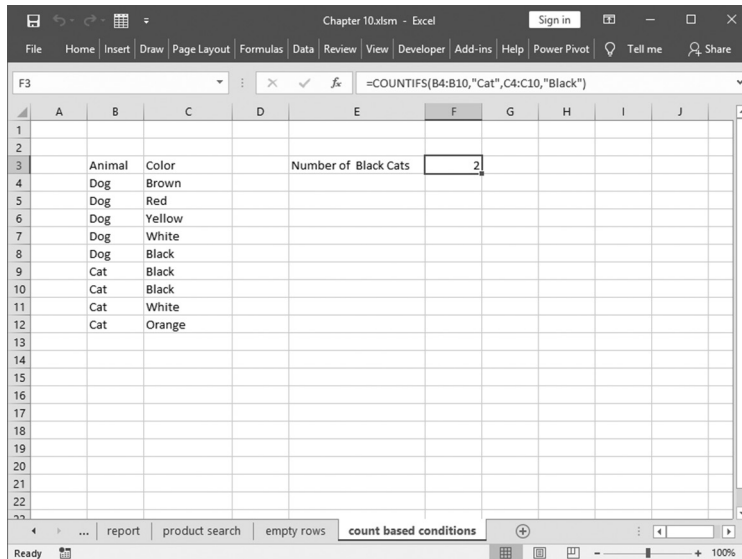 Chapter 10.xlsm - Excel
Sign in
File Home Insert Draw Page Layout Formulas Data Review View Developer Add-ins Help Power Pivot Tell me Share
F3 fx =COUNTIFS(B4:B10,"Cat",C4:C10,"Black")
A B C D E F G H I J
1
2
3 Animal Color Number of Black Cats 2
4 Dog Brown
5 Dog Red
6 Dog Yellow
7 Dog White
8 Dog Black
9 Cat Black
10 Cat Black
11 Cat White
12 Cat Orange
13
14
15
16
17
18
19
20
21
22
23
... report product search empty rows count based conditions
Ready 100%